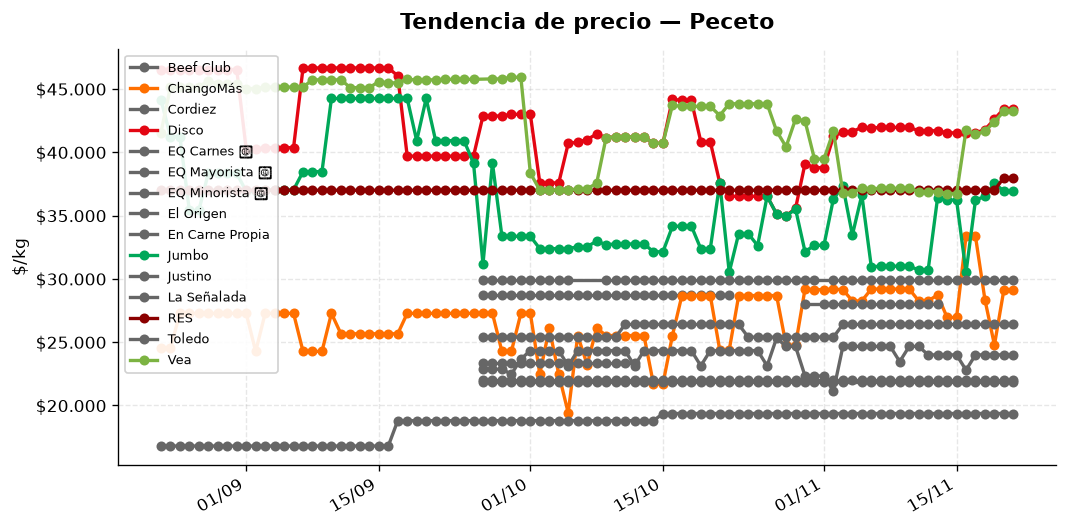 Tendencia de precio — Peceto
$/kg
$45.000
$40.000
$35.000
$30.000
$25.000
$20.000
Beef Club
ChangoMás
Cordiez
Disco
EQ Carnes
EQ Mayorista
EQ Minorista
El Origen
En Carne Propia
Jumbo
Justino
La Señalada
RES
Toledo
Vea
01/09
15/09
01/10
15/10
01/11
15/11